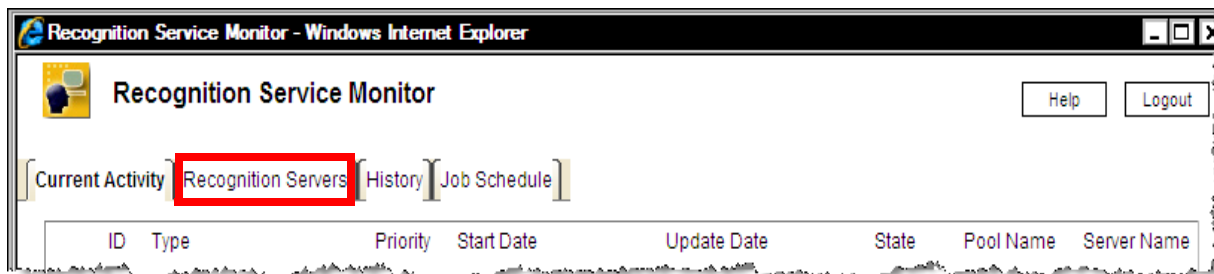 Recognition Service Monitor - Windows Internet Explorer
Recognition Service Monitor
Help Logout
Current Activity Recognition Servers History Job Schedule
ID Type Priority Start Date Update Date State Pool Name Server Name